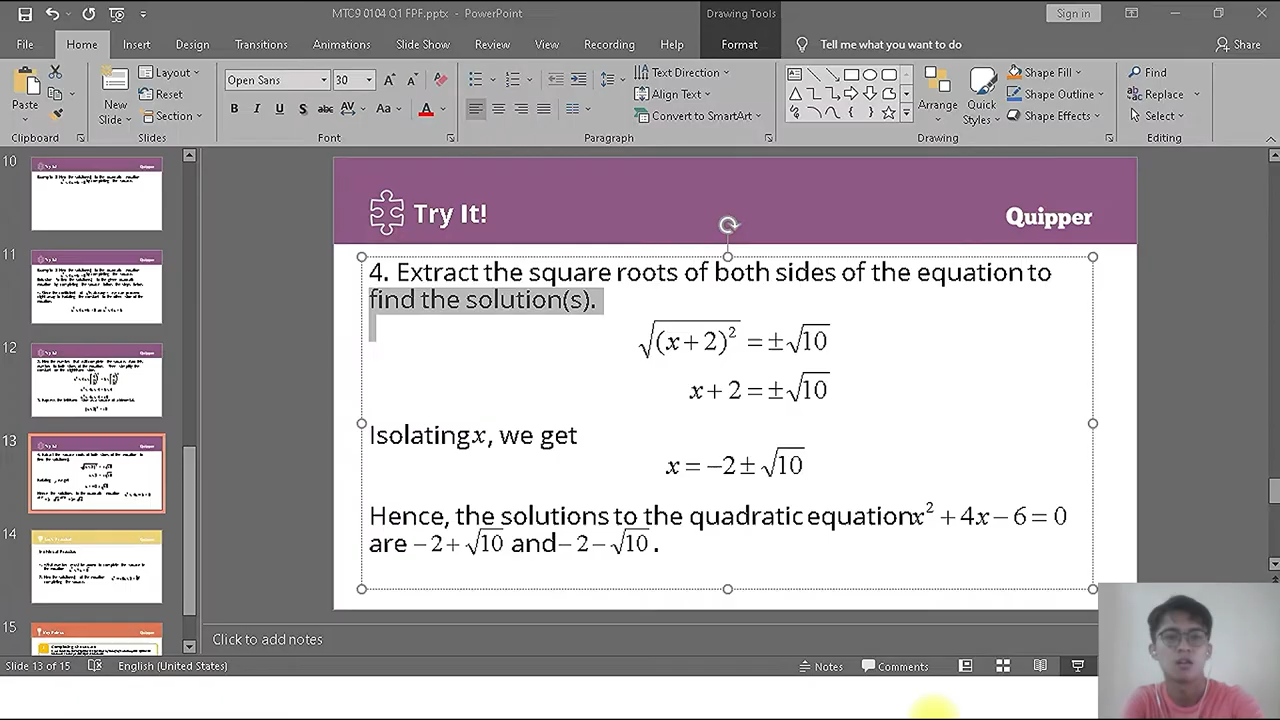 MTC9 0104 Q1 FPF.pptx - PowerPoint
Drawing Tools
Sign in
File Home Insert Design Transitions Animations Slide Show Review View Recording Help Format Tell me what you want to do Share
Paste
New Slide
Layout
Reset
Section
Open Sans 30
Text Direction
Align Text
Convert to SmartArt
Arrange
Quick Styles
Shape Fill
Shape Outline
Shape Effects
Find
Replace
Select
Clipboard Slides Font Paragraph Drawing Editing
10
11
12
13
14
15
Try It!
Quipper
4. Extract the square roots of both sides of the equation to
find the solution(s).
√(x+2)² = ±√10
x+2 = ±√10
Isolating x, we get
x = −2 ± √10
Hence, the solutions to the quadratic equation x² + 4x − 6 = 0
are −2+√10 and −2−√10.
Click to add notes
Slide 13 of 15 English (United States) Notes Comments